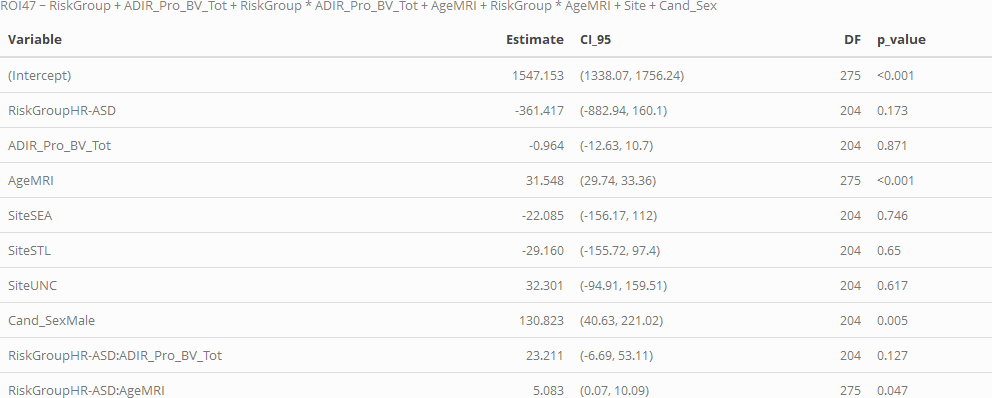 ROI47 ~ RiskGroup + ADIR_Pro_BV_Tot + RiskGroup * ADIR_Pro_BV_Tot + AgeMRI + RiskGroup * AgeMRI + Site + Cand_Sex
Variable Estimate CI_95 DF p_value
(Intercept) 1547.153 (1338.07, 1756.24) 275 <0.001
RiskGroupHR-ASD -361.417 (-882.94, 160.1) 204 0.173
ADIR_Pro_BV_Tot -0.964 (-12.63, 10.7) 204 0.871
AgeMRI 31.548 (29.74, 33.36) 275 <0.001
SiteSEA -22.085 (-156.17, 112) 204 0.746
SiteSTL -29.160 (-155.72, 97.4) 204 0.65
SiteUNC 32.301 (-94.91, 159.51) 204 0.617
Cand_SexMale 130.823 (40.63, 221.02) 204 0.005
RiskGroupHR-ASD:ADIR_Pro_BV_Tot 23.211 (-6.69, 53.11) 204 0.127
RiskGroupHR-ASD:AgeMRI 5.083 (0.07, 10.09) 275 0.047